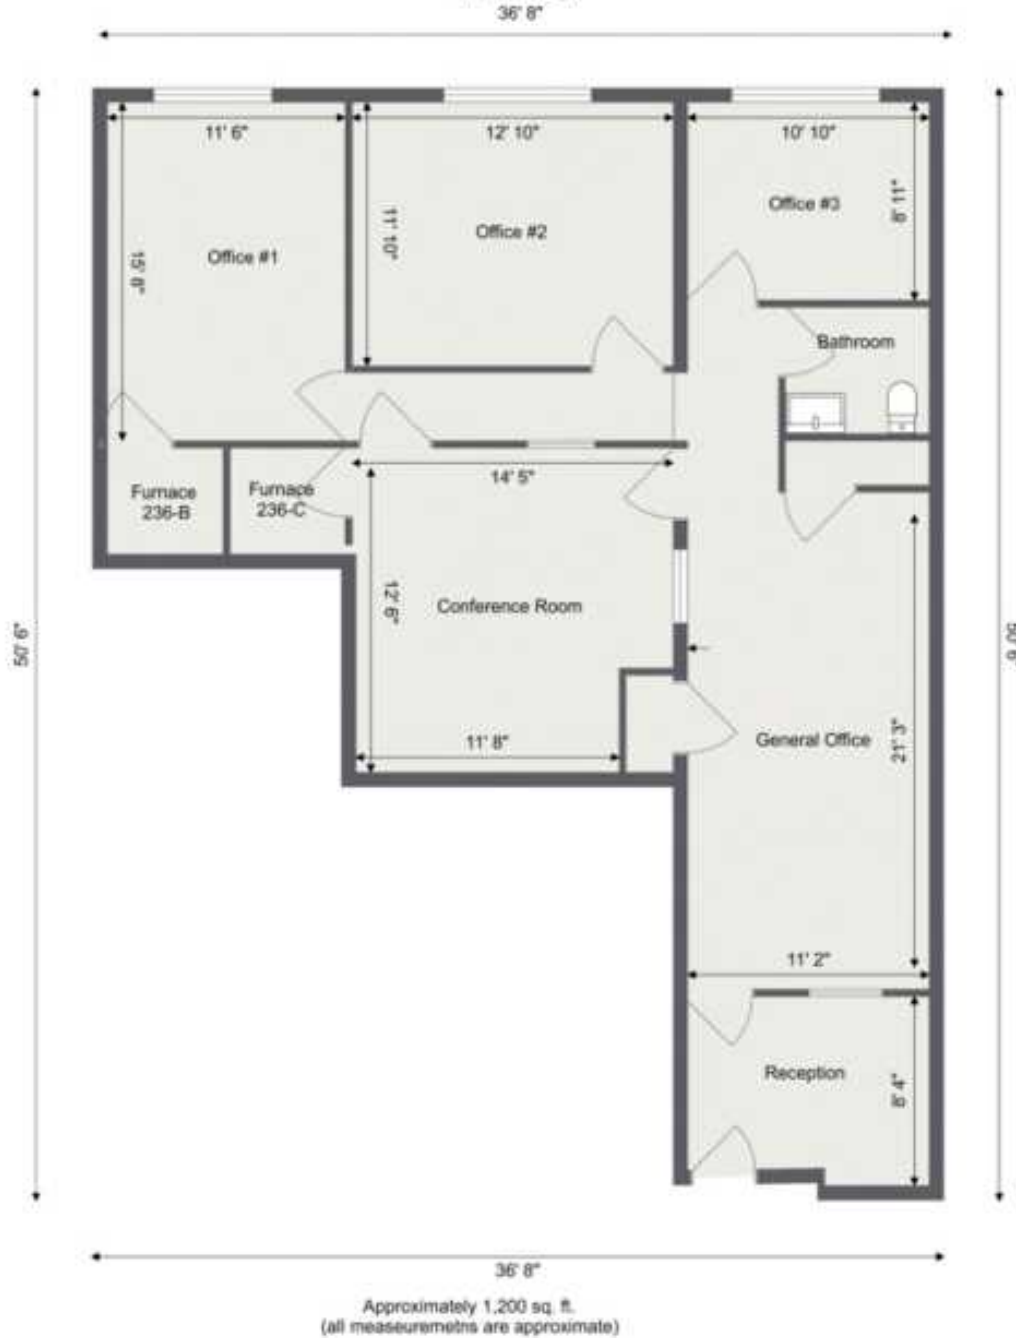 36' 8"
11' 6"
12' 10"
10' 10"
8' 11"
Office #3
Office #2
11' 10"
Office #1
15' 8"
Bathroom
14' 5"
Furnace
236-B
Furnace
236-C
12' 6"
Conference Room
50' 6"
50' 6
General Office
11' 8"
21' 3"
11' 2"
Reception
8' 4"
36' 8"
Approximately 1,200 sq. ft.
(all measeuremetns are approximate)